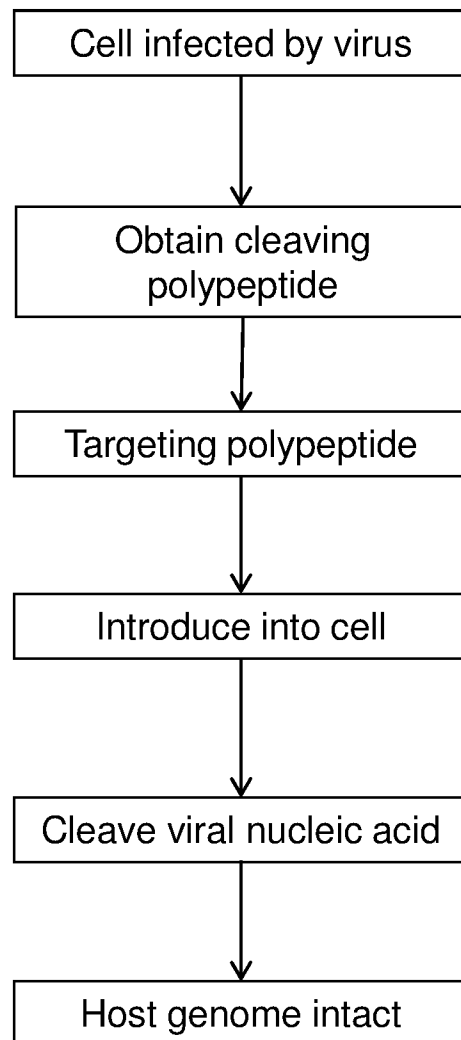 Cell infected by virus
Obtain cleaving
polypeptide
Targeting polypeptide
Introduce into cell
Cleave viral nucleic acid
Host genome intact